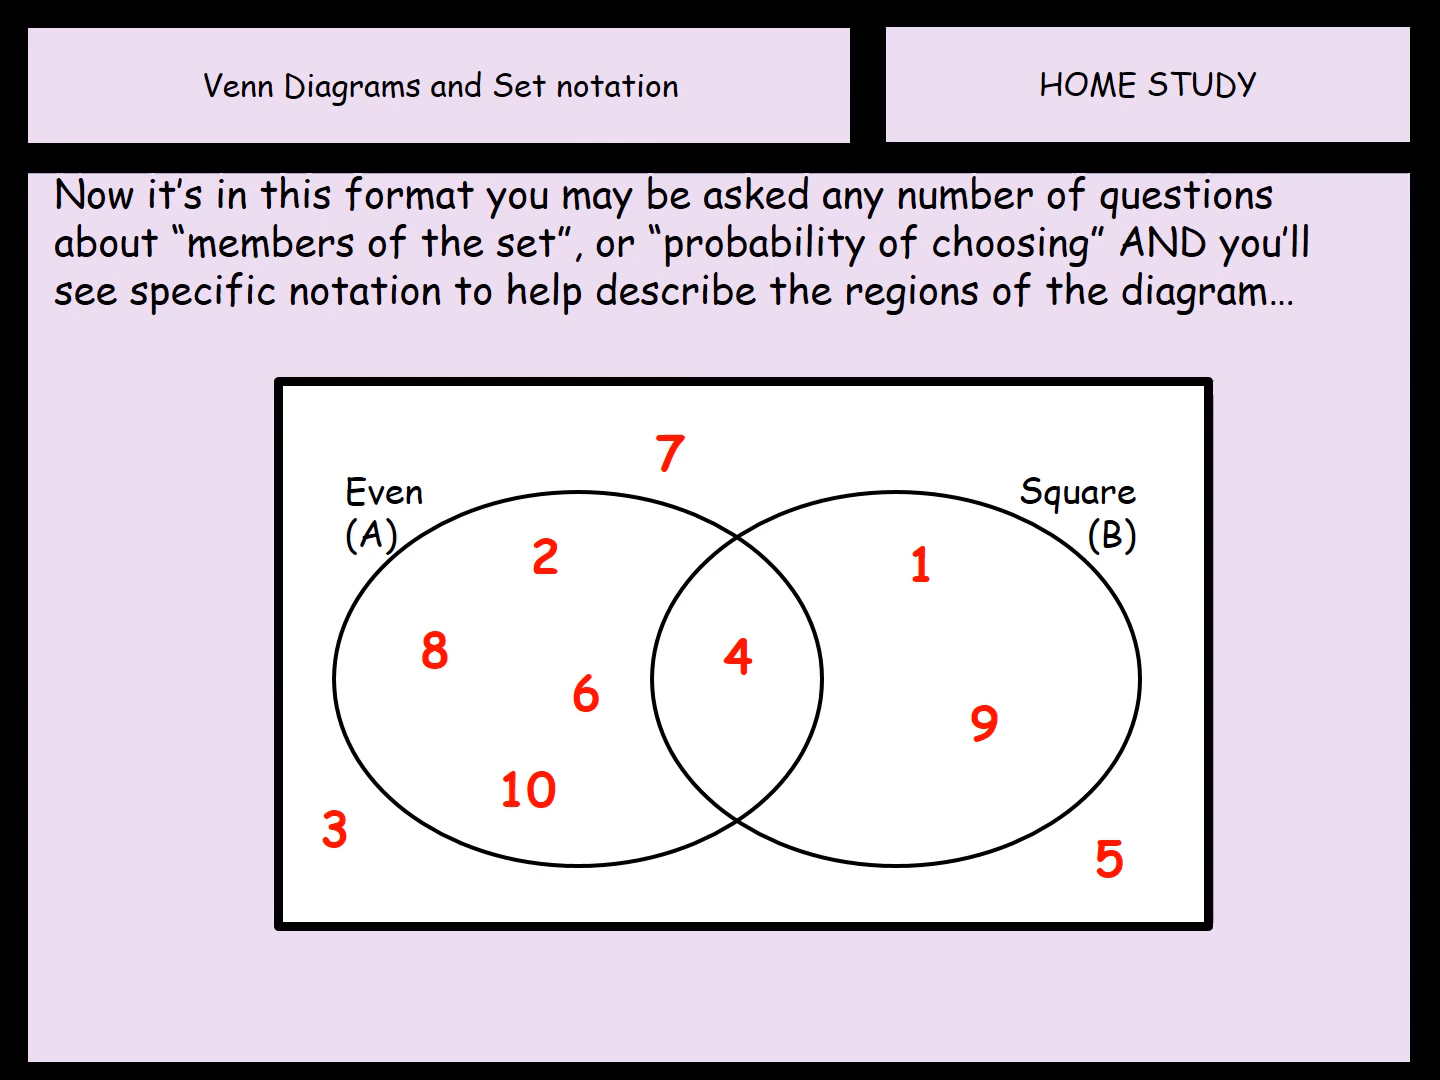 Venn Diagrams and Set notation
HOME STUDY
Now it's in this format you may be asked any number of questions
about “members of the set”, or “probability of choosing” AND you'll
see specific notation to help describe the regions of the diagram...
7
Even
(A)
Square
(B)
2
1
8
4
6
9
10
3
5